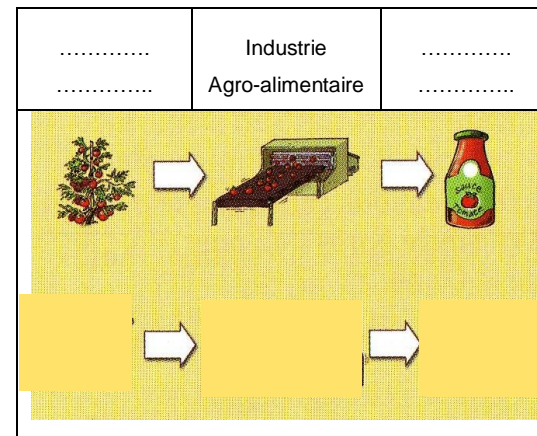 …………. Industrie ………….
………….. Agro-alimentaire …………..
Sauce
Tomate